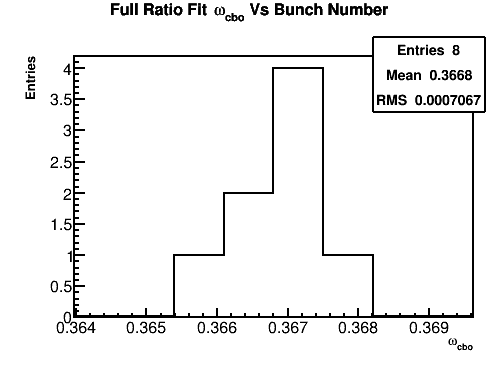 Full Ratio Fit ω_cbo Vs Bunch Number
Entries 8
Mean 0.3668
RMS 0.0007067
Entries
4
3.5
3
2.5
2
1.5
1
0.5
0
0.364 0.365 0.366 0.367 0.368 0.369
ω_cbo